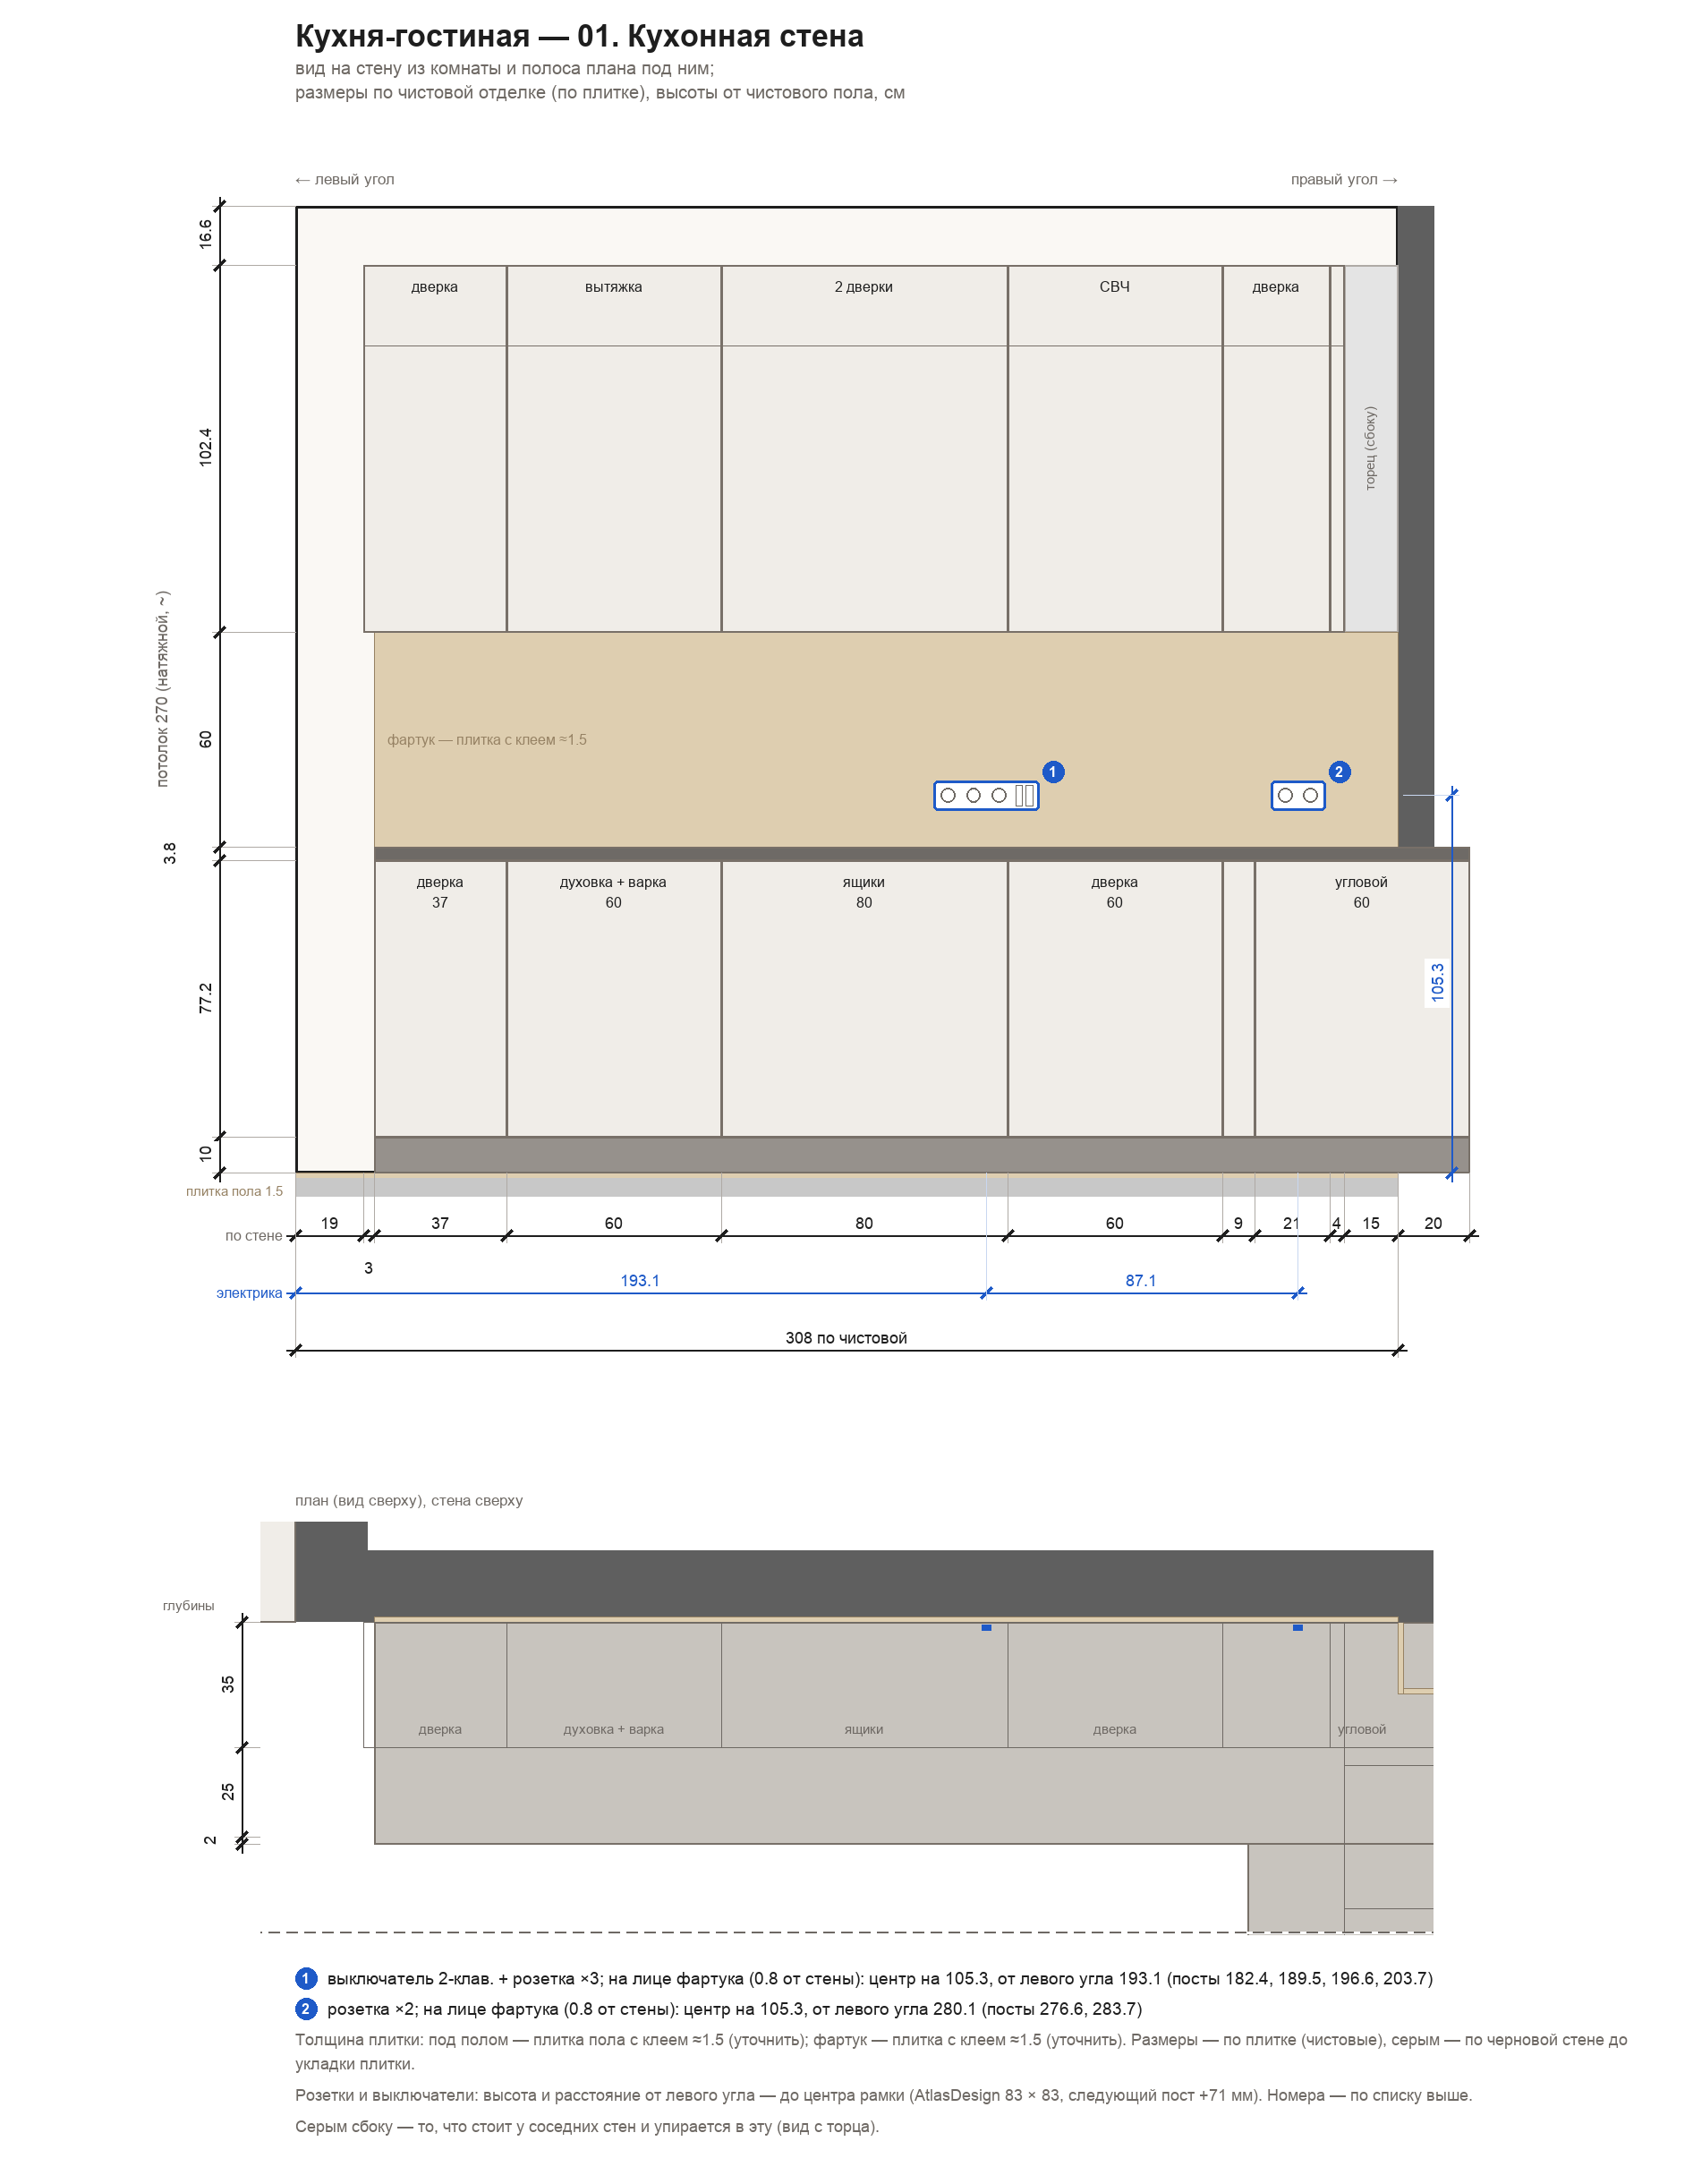 Кухня-гостиная — 01. Кухонная стена
вид на стену из комнаты и полоса плана под ним;
размеры по чистовой отделке (по плитке), высоты от чистового пола, см
← левый угол
правый угол →
16.6
дверка
вытяжка
2 дверки
СВЧ
дверка
102.4
торец (сбоку)
потолок 270 (натяжной, ~)
60
фартук — плитка с клеем ≈1.5
1
2
3.8
дверка
37
духовка + варка
60
ящики
80
дверка
60
угловой
60
77.2
105.3
10
плитка пола 1.5
по стене
19
37
60
80
60
9
21
4
15
20
3
электрика
193.1
87.1
308 по чистовой
план (вид сверху), стена сверху
глубины
35
дверка
духовка + варка
ящики
дверка
угловой
25
2
1 выключатель 2-клав. + розетка ×3; на лице фартука (0.8 от стены): центр на 105.3, от левого угла 193.1 (посты 182.4, 189.5, 196.6, 203.7)
2 розетка ×2; на лице фартука (0.8 от стены): центр на 105.3, от левого угла 280.1 (посты 276.6, 283.7)
Толщина плитки: под полом — плитка пола с клеем ≈1.5 (уточнить); фартук — плитка с клеем ≈1.5 (уточнить). Размеры — по плитке (чистовые), серым — по черновой стене до
укладки плитки.
Розетки и выключатели: высота и расстояние от левого угла — до центра рамки (AtlasDesign 83 × 83, следующий пост +71 мм). Номера — по списку выше.
Серым сбоку — то, что стоит у соседних стен и упирается в эту (вид с торца).